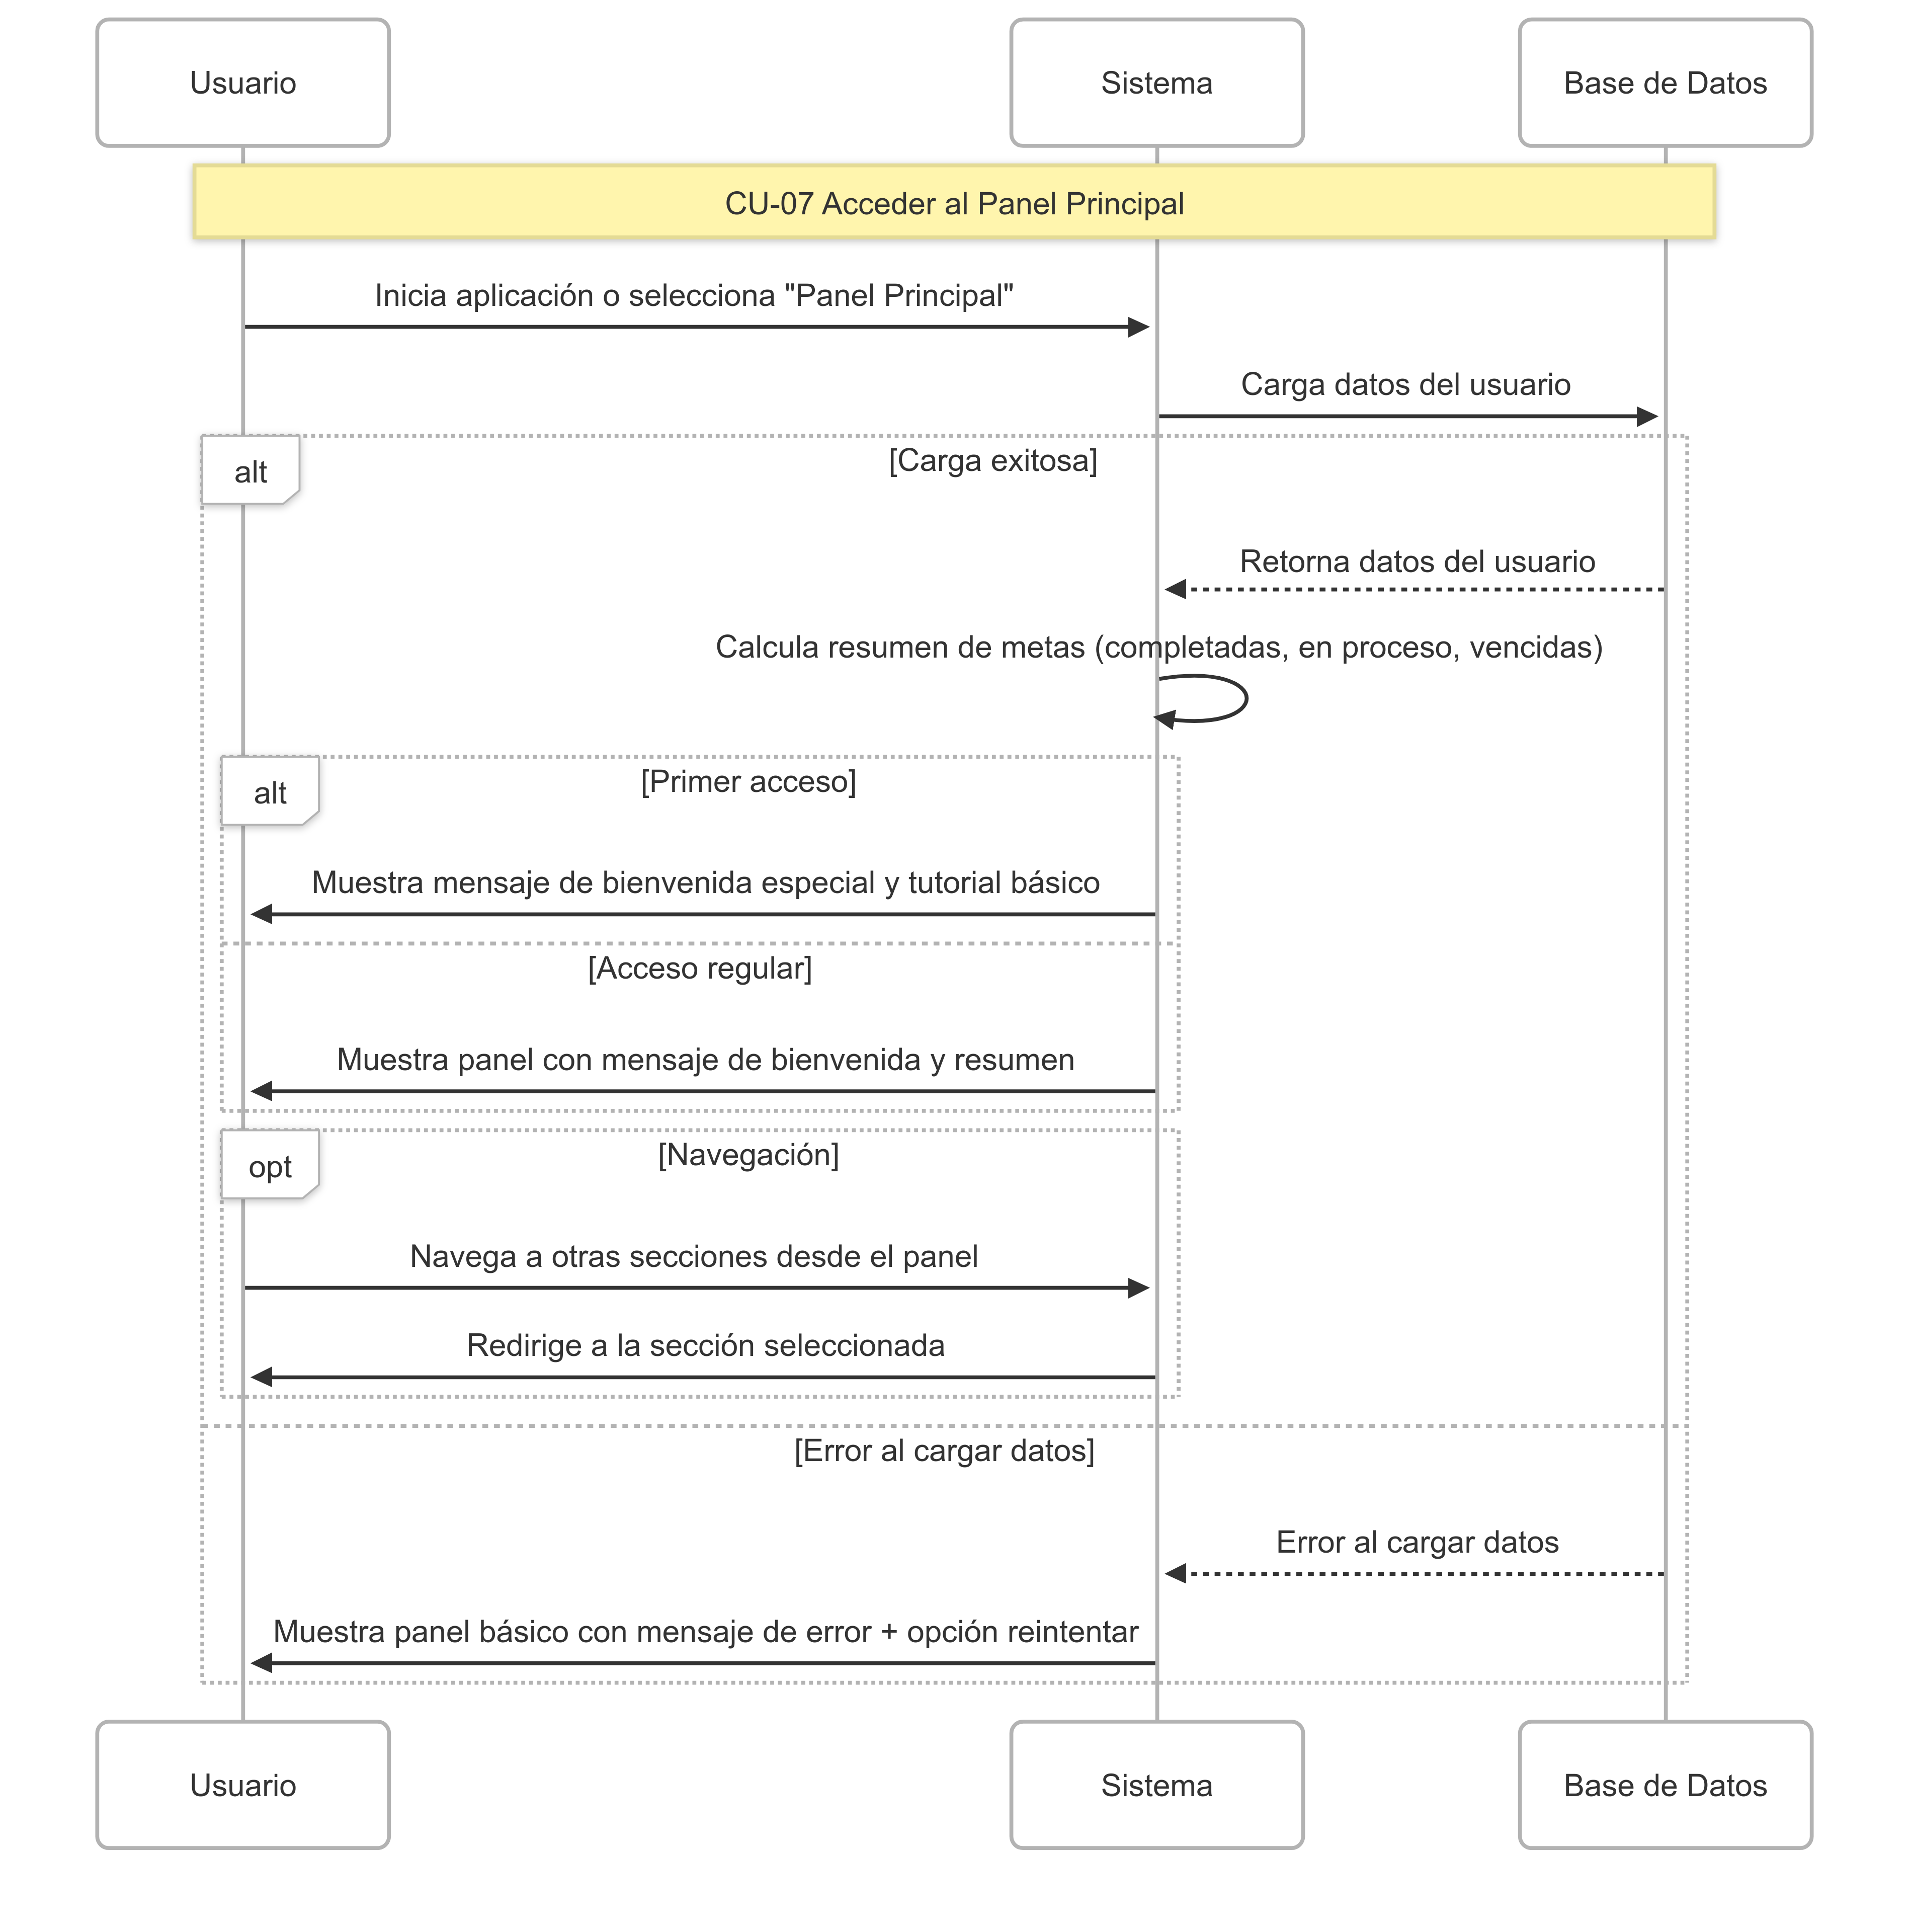 Usuario
Sistema
Base de Datos
CU-07 Acceder al Panel Principal
Inicia aplicación o selecciona "Panel Principal"
Carga datos del usuario
alt
[Carga exitosa]
Retorna datos del usuario
Calcula resumen de metas (completadas, en proceso, vencidas)
alt
[Primer acceso]
Muestra mensaje de bienvenida especial y tutorial básico
[Acceso regular]
Muestra panel con mensaje de bienvenida y resumen
opt
[Navegación]
Navega a otras secciones desde el panel
Redirige a la sección seleccionada
[Error al cargar datos]
Error al cargar datos
Muestra panel básico con mensaje de error + opción reintentar
Usuario
Sistema
Base de Datos